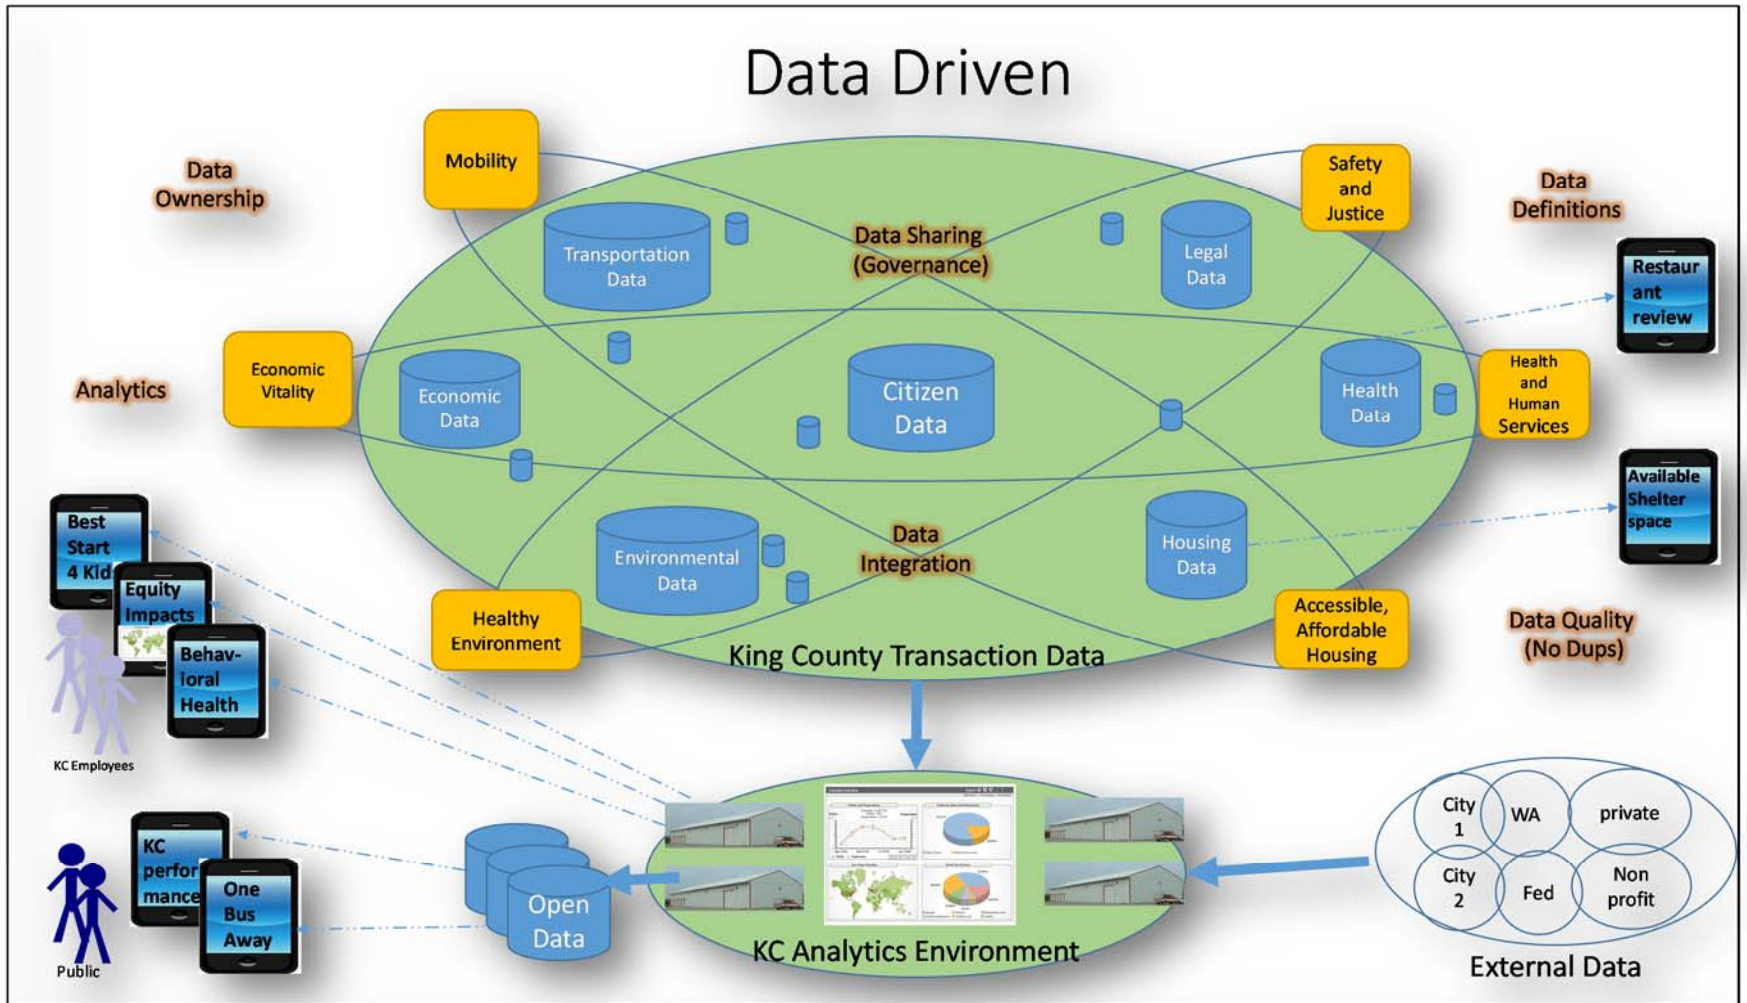 Data Driven
Data
Ownership
Mobility
Safety
and
Justice
Data
Definitions
Transportation
Data
Data Sharing
(Governance)
Legal
Data
Restaur
ant
review
Analytics
Economic
Vitality
Economic
Data
Citizen
Data
Health
Data
Health
and
Human
Services
Available
Shelter
space
Best
Start
4 Kid
Equity
Impacts
Behav-
ioral
Health
KC Employees
Environmental
Data
Data
Integration
Housing
Data
Healthy
Environment
King County Transaction Data
Accessible,
Affordable
Housing
Data Quality
(No Dups)
KC
perfor
mance
One
Bus
Away
Public
Open
Data
KC Analytics Environment
City
1
WA
private
City
2
Fed
Non
profit
External Data